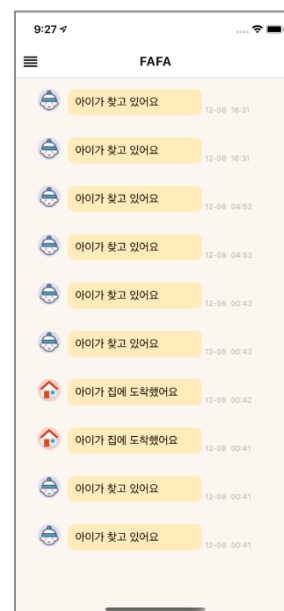 9:27
FAFA
아이가 찾고 있어요
12-08 16:31
아이가 찾고 있어요
12-08 16:31
아이가 찾고 있어요
12-08 04:52
아이가 찾고 있어요
12-08 04:52
아이가 찾고 있어요
12-08 00:43
아이가 찾고 있어요
12-08 00:43
아이가 집에 도착했어요
12-08 00:42
아이가 집에 도착했어요
12-08 00:41
아이가 찾고 있어요
12-08 00:41
아이가 찾고 있어요
12-08 00:41